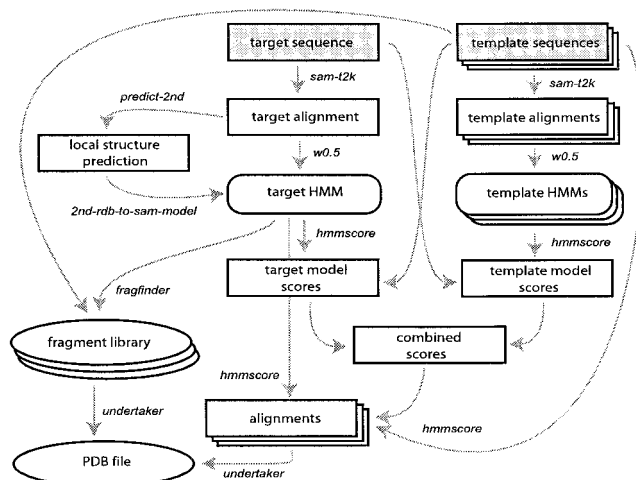 target sequence
template sequences
sam-t2k
sam-t2k
predict-2nd
target alignment
template alignments
local structure
prediction
w0.5
w0.5
target HMM
template HMMs
2nd-rdb-to-sam-model
hmmscore
hmmscore
target model
scores
template model
scores
fragfinder
fragment library
combined
scores
hmmscore
undertaker
alignments
hmmscore
PDB file
undertaker